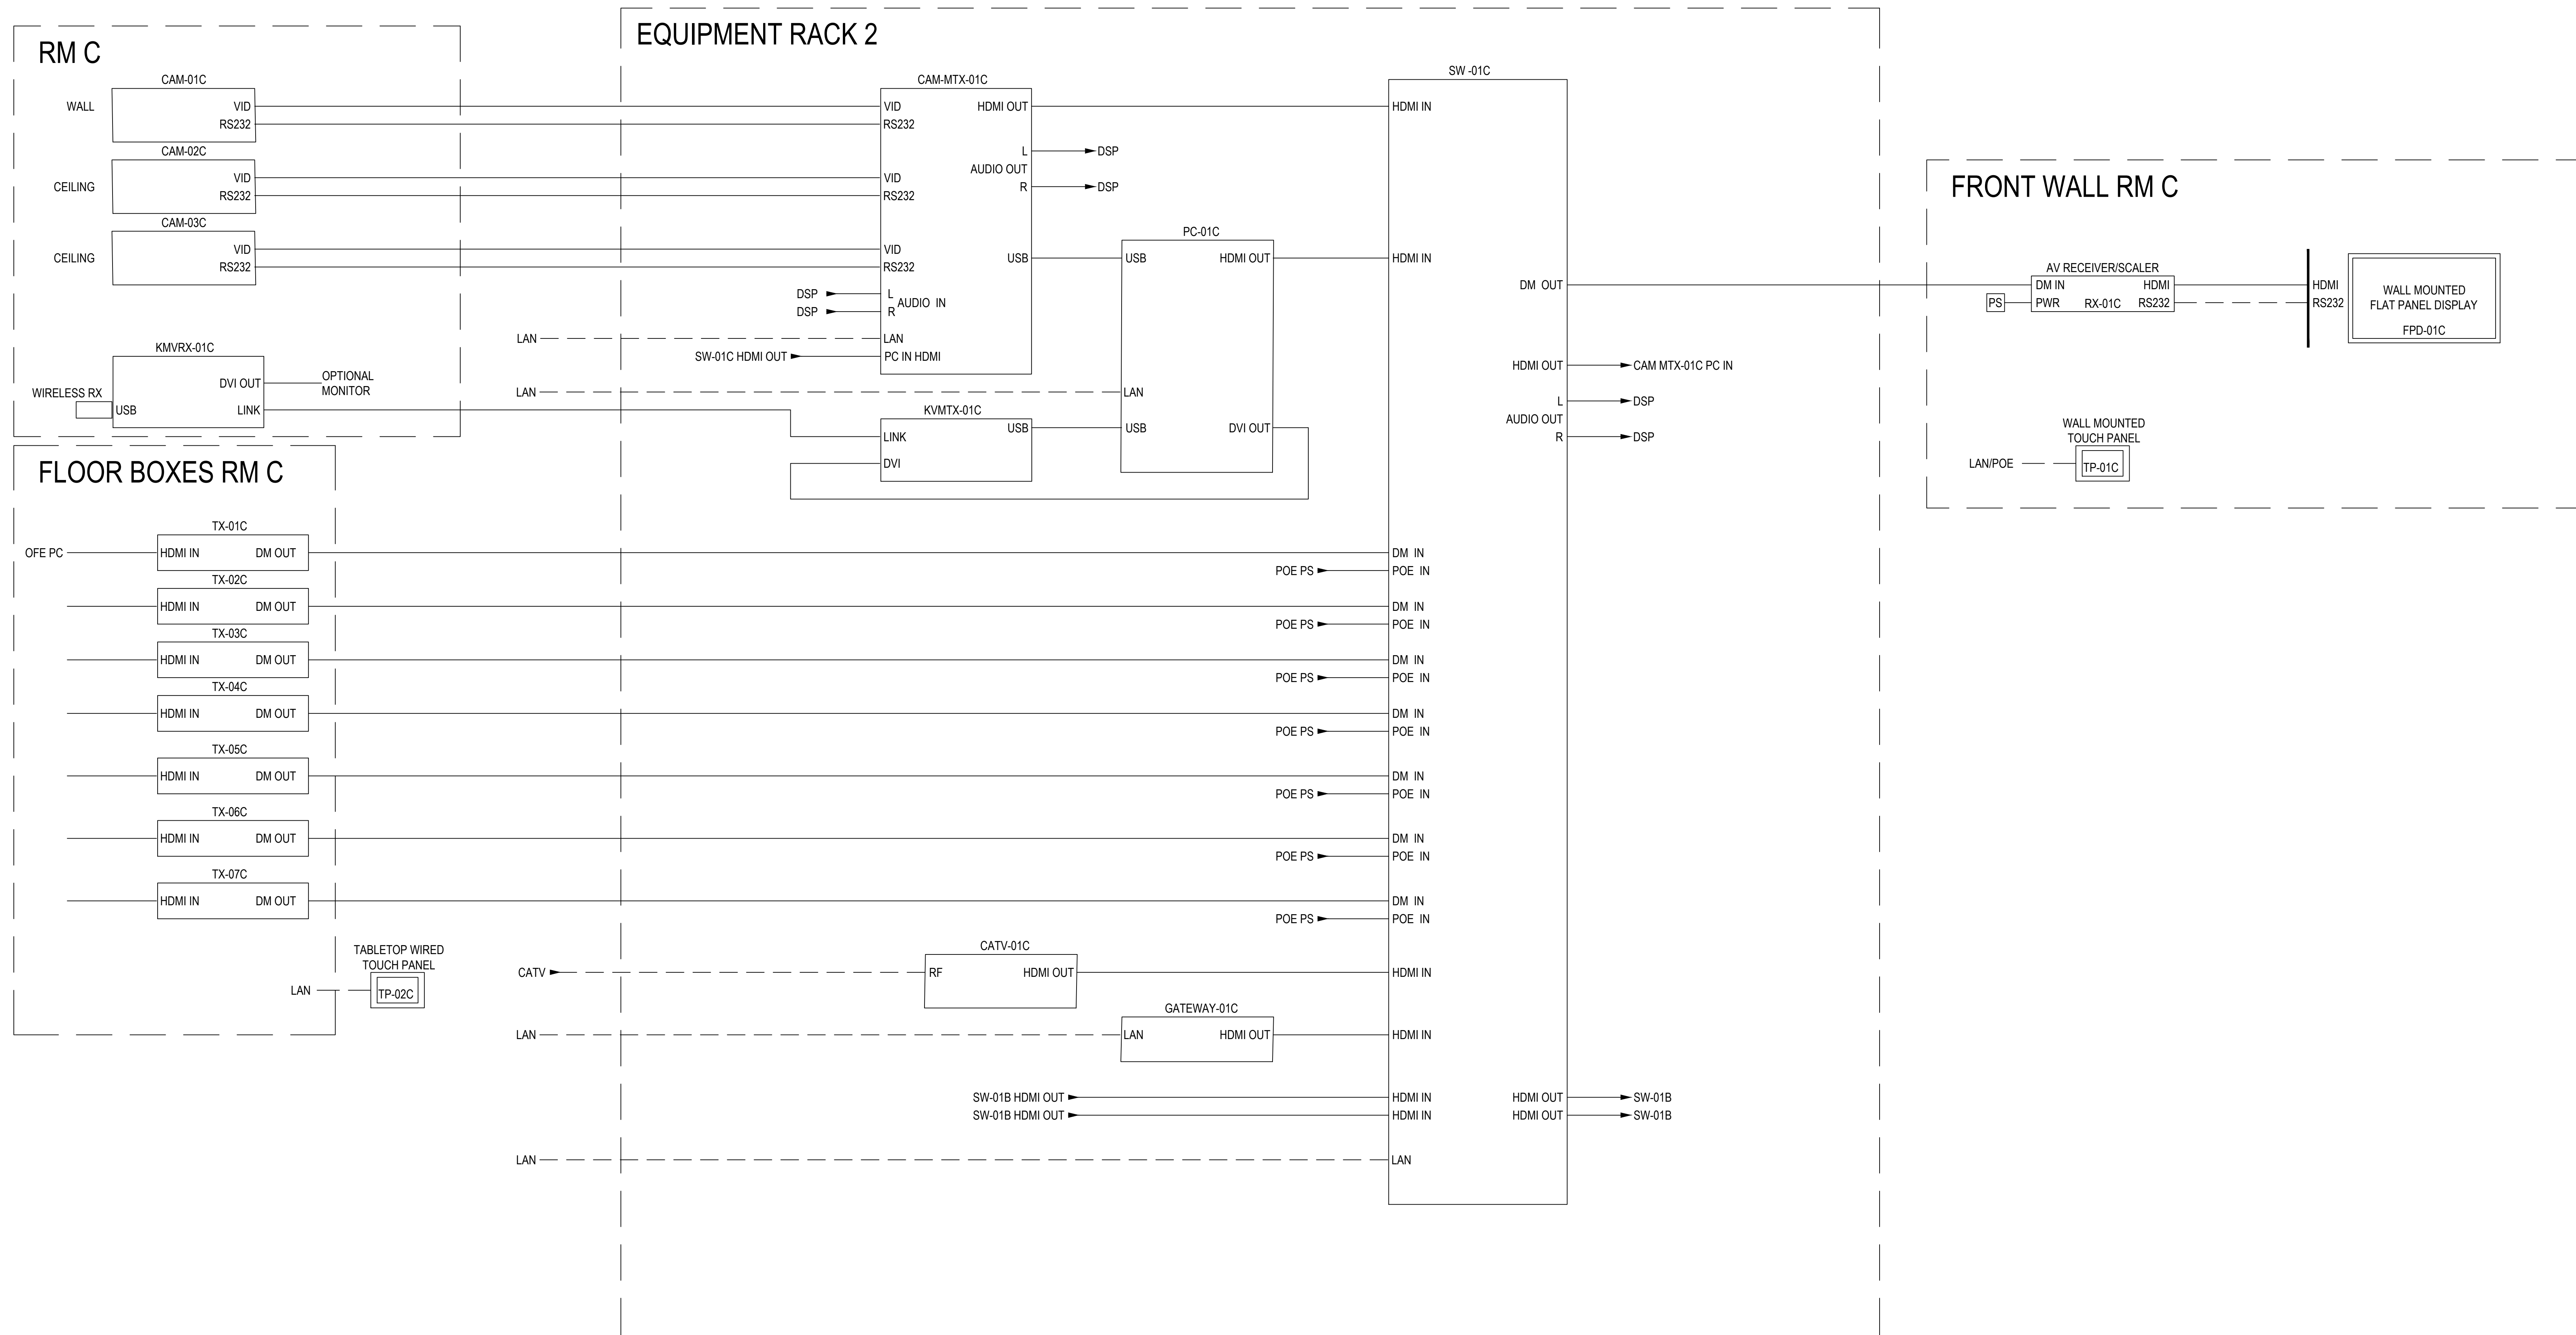 RM C
CAM-01C
WALL
VID
RS232
CAM-02C
CEILING
VID
RS232
CAM-03C
CEILING
VID
RS232
KMVRX-01C
WIRELESS RX
USB
DVI OUT
LINK
OPTIONAL
MONITOR
FLOOR BOXES RM C
TX-01C
OFE PC
HDMI IN DM OUT
TX-02C
HDMI IN DM OUT
TX-03C
HDMI IN DM OUT
TX-04C
HDMI IN DM OUT
TX-05C
HDMI IN DM OUT
TX-06C
HDMI IN DM OUT
TX-07C
HDMI IN DM OUT
TABLETOP WIRED
TOUCH PANEL
LAN
TP-02C
EQUIPMENT RACK 2
CAM-MTX-01C
VID
RS232
VID
RS232
VID
RS232
DSP
L
AUDIO IN
DSP
R
LAN
LAN
SW-01C HDMI OUT
PC IN HDMI
HDMI OUT
L
DSP
AUDIO OUT
R
DSP
USB
PC-01C
USB
HDMI OUT
LAN
LAN
USB
DVI OUT
KVMTX-01C
USB
LINK
DVI
SW -01C
HDMI IN
HDMI IN
DM IN
POE PS
POE IN
DM IN
POE PS
POE IN
DM IN
POE PS
POE IN
DM IN
POE PS
POE IN
DM IN
POE PS
POE IN
DM IN
POE PS
POE IN
DM IN
POE PS
POE IN
CATV-01C
CATV
RF
HDMI OUT
HDMI IN
GATEWAY-01C
LAN
LAN
HDMI OUT
HDMI IN
SW-01B HDMI OUT
HDMI IN
SW-01B HDMI OUT
HDMI IN
LAN
LAN
DM OUT
HDMI OUT
CAM MTX-01C PC IN
L
DSP
AUDIO OUT
R
DSP
HDMI OUT
SW-01B
HDMI OUT
SW-01B
FRONT WALL RM C
AV RECEIVER/SCALER
DM IN
HDMI
PS
PWR
RX-01C
RS232
HDMI
RS232
WALL MOUNTED
FLAT PANEL DISPLAY
FPD-01C
WALL MOUNTED
TOUCH PANEL
LAN/POE
TP-01C